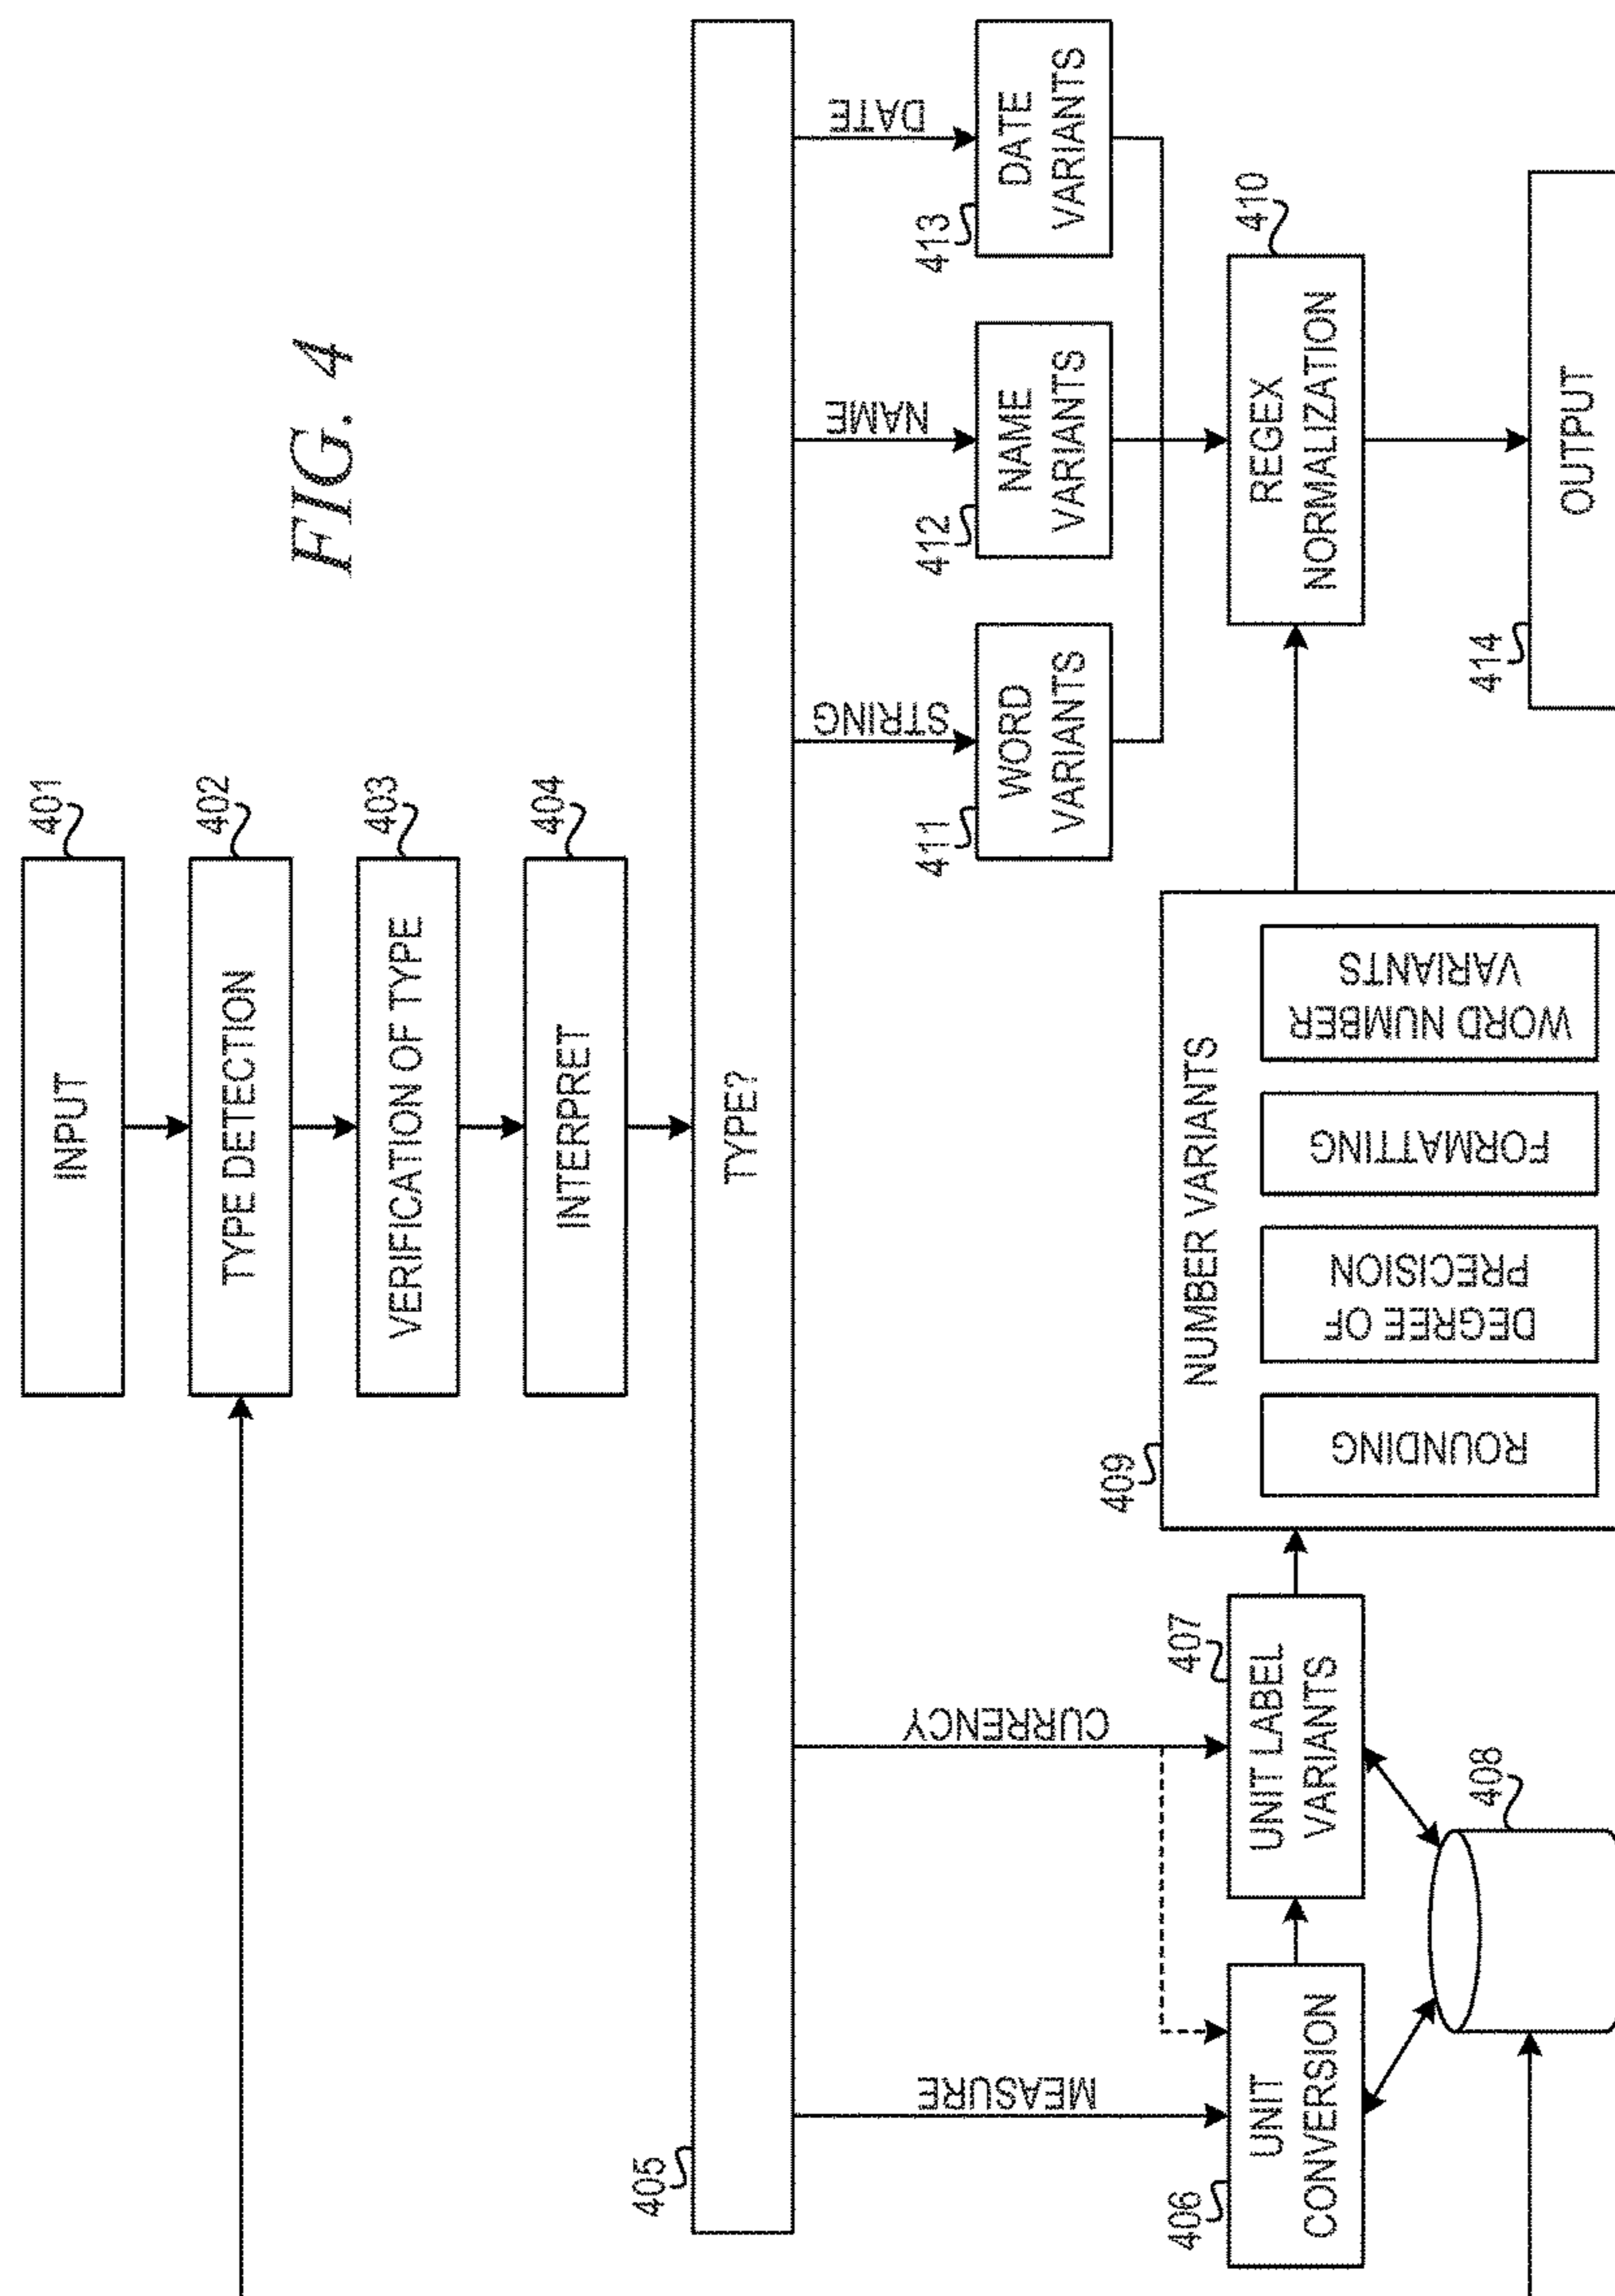 FIG. 4
INPUT
401
TYPE DETECTION
402
VERIFICATION OF TYPE
403
INTERPRET
404
405
TYPE?
MEASURE
CURRENCY
STRING
NAME
DATE
406
UNIT
CONVERSION
407
UNIT LABEL
VARIANTS
408
409
NUMBER VARIANTS
ROUNDING
DEGREE OF
PRECISION
FORMATTING
WORD NUMBER
VARIANTS
411
WORD
VARIANTS
412
NAME
VARIANTS
413
DATE
VARIANTS
410
REGEX
NORMALIZATION
414
OUTPUT